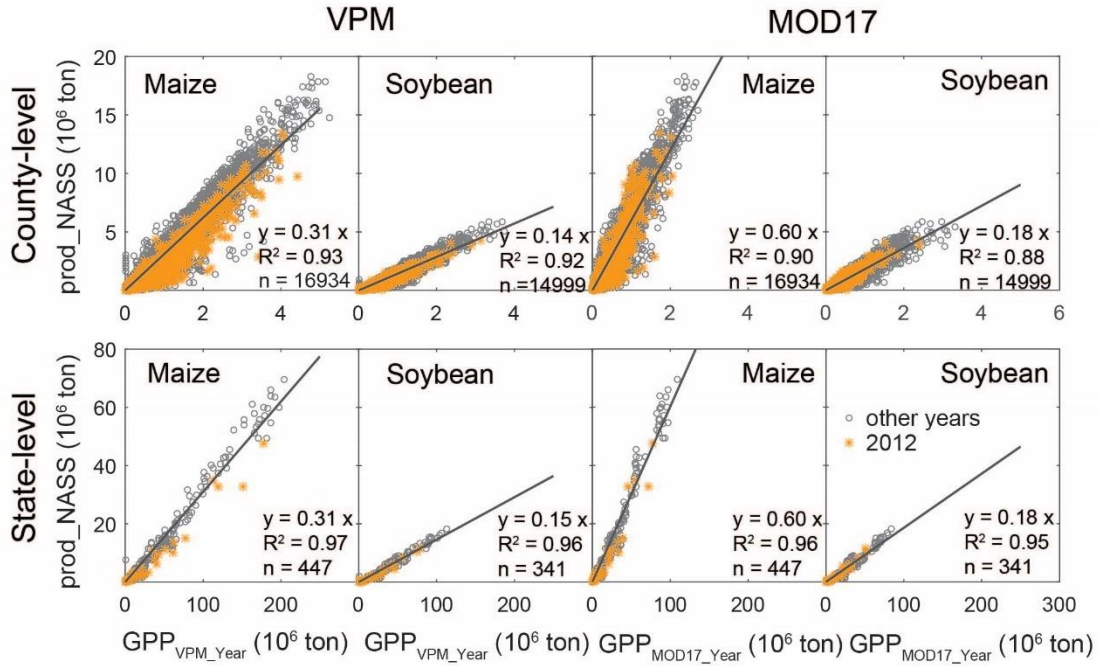 VPM MOD17
County-level
prod_NASS (10⁶ ton)
20
15
10
5
Maize
y = 0.31 x
R² = 0.93
n = 16934
Soybean
y = 0.14 x
R² = 0.92
n =14999
Maize
y = 0.60 x
R² = 0.90
n = 16934
Soybean
y = 0.18 x
R² = 0.88
n = 14999
0 2 4 0 2 4 0 2 4 0 2 4 6
State-level
prod_NASS (10⁶ ton)
80
60
40
20
Maize
y = 0.31 x
R² = 0.97
n = 447
Soybean
y = 0.15 x
R² = 0.96
n = 341
Maize
y = 0.60 x
R² = 0.96
n = 447
Soybean
other years
2012
y = 0.18 x
R² = 0.95
n = 341
0 100 200 0 100 200 0 100 200 0 100 200 300
GPP_VPM_Year (10⁶ ton) GPP_VPM_Year (10⁶ ton) GPP_MOD17_Year (10⁶ ton) GPP_MOD17_Year (10⁶ ton)